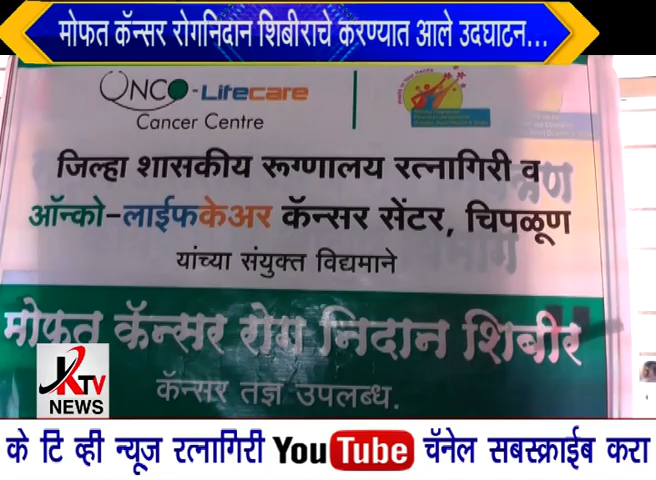 मोफत कॅन्सर रोगनिदान शिबीराचे करण्यात आले उदघाटन...
ONCO-Lifecare
Cancer Centre
जिल्हा शासकीय रूग्णालय रत्नागिरी व
ऑन्को-लाईफकेअर कॅन्सर सेंटर, चिपळूण
यांच्या संयुक्त विद्यमाने
मोफत कॅन्सर रोग निदान शिबीर
कॅन्सर तज्ञ उपलब्ध.
KTV
NEWS
के टि व्ही न्यूज रत्नागिरी YouTube चॅनेल सबस्क्राईब करा